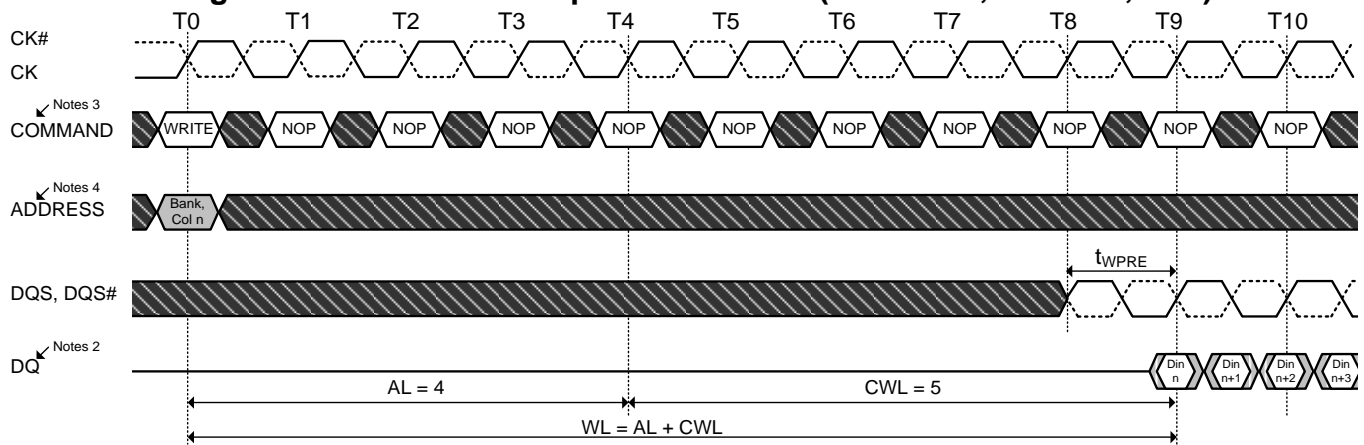 T0 T1 T2 T3 T4 T5 T6 T7 T8 T9 T10
CK#
CK
Notes 3
COMMAND
WRITE NOP NOP NOP NOP NOP NOP NOP NOP NOP NOP
Notes 4
ADDRESS
Bank,
Col n
tWPRE
DQS, DQS#
Notes 2
DQ
Din
n
Din
n+1
Din
n+2
Din
n+3
AL = 4
CWL = 5
WL = AL + CWL